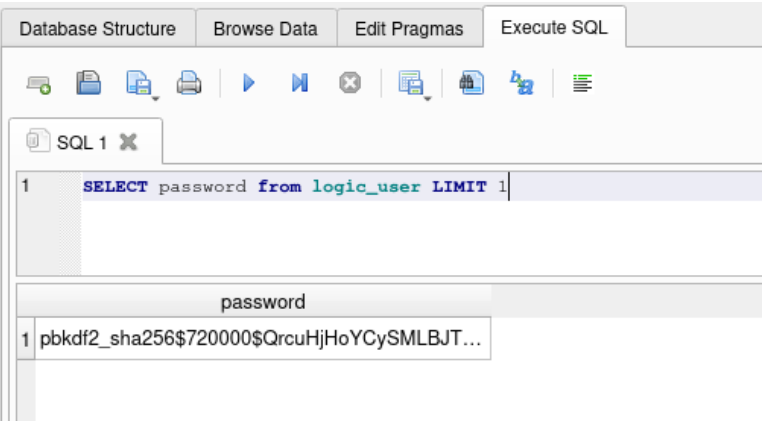 Database Structure Browse Data Edit Pragmas Execute SQL
SQL 1
1 SELECT password from logic_user LIMIT 1
password
1 pbkdf2_sha256$720000$QrcuHjHoYCySMLBJT...